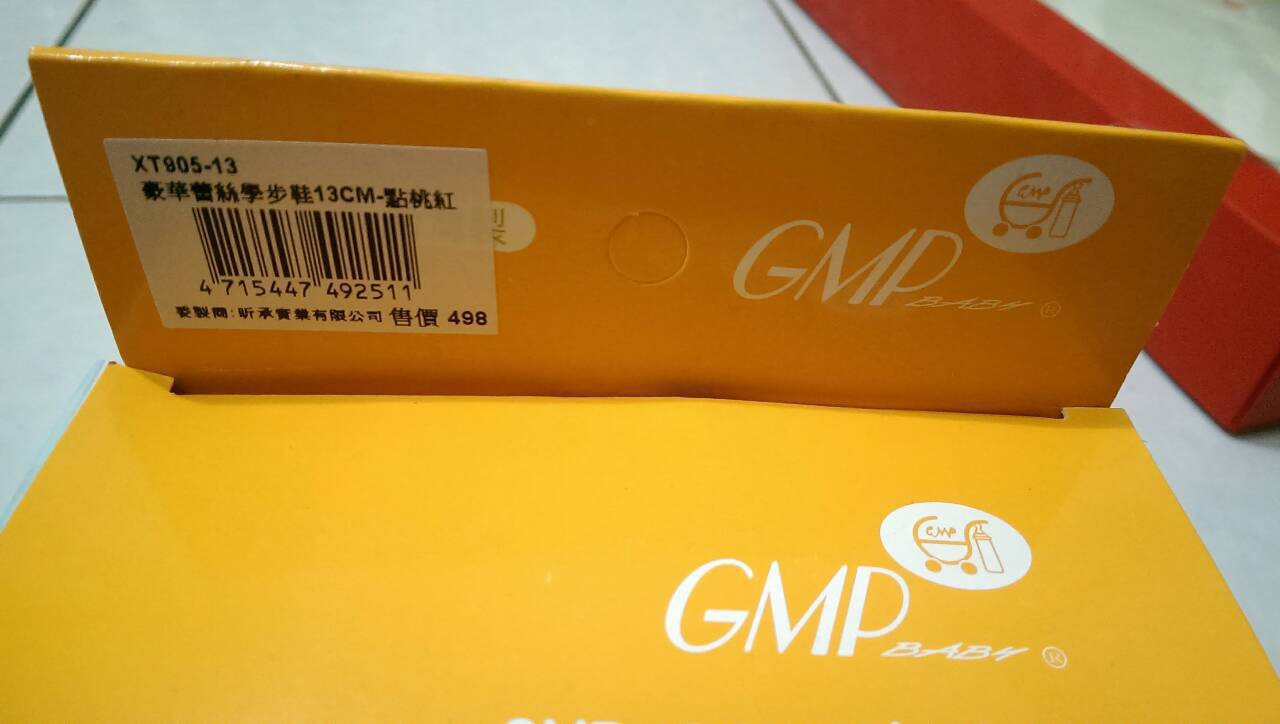 XT905-13
豪華蕾絲學步鞋13CM-點桃紅
4 715447 492511
委製商:昕承實業有限公司 售價 498
GMP
GMP BABY ®
GMP
GMP BABY ®